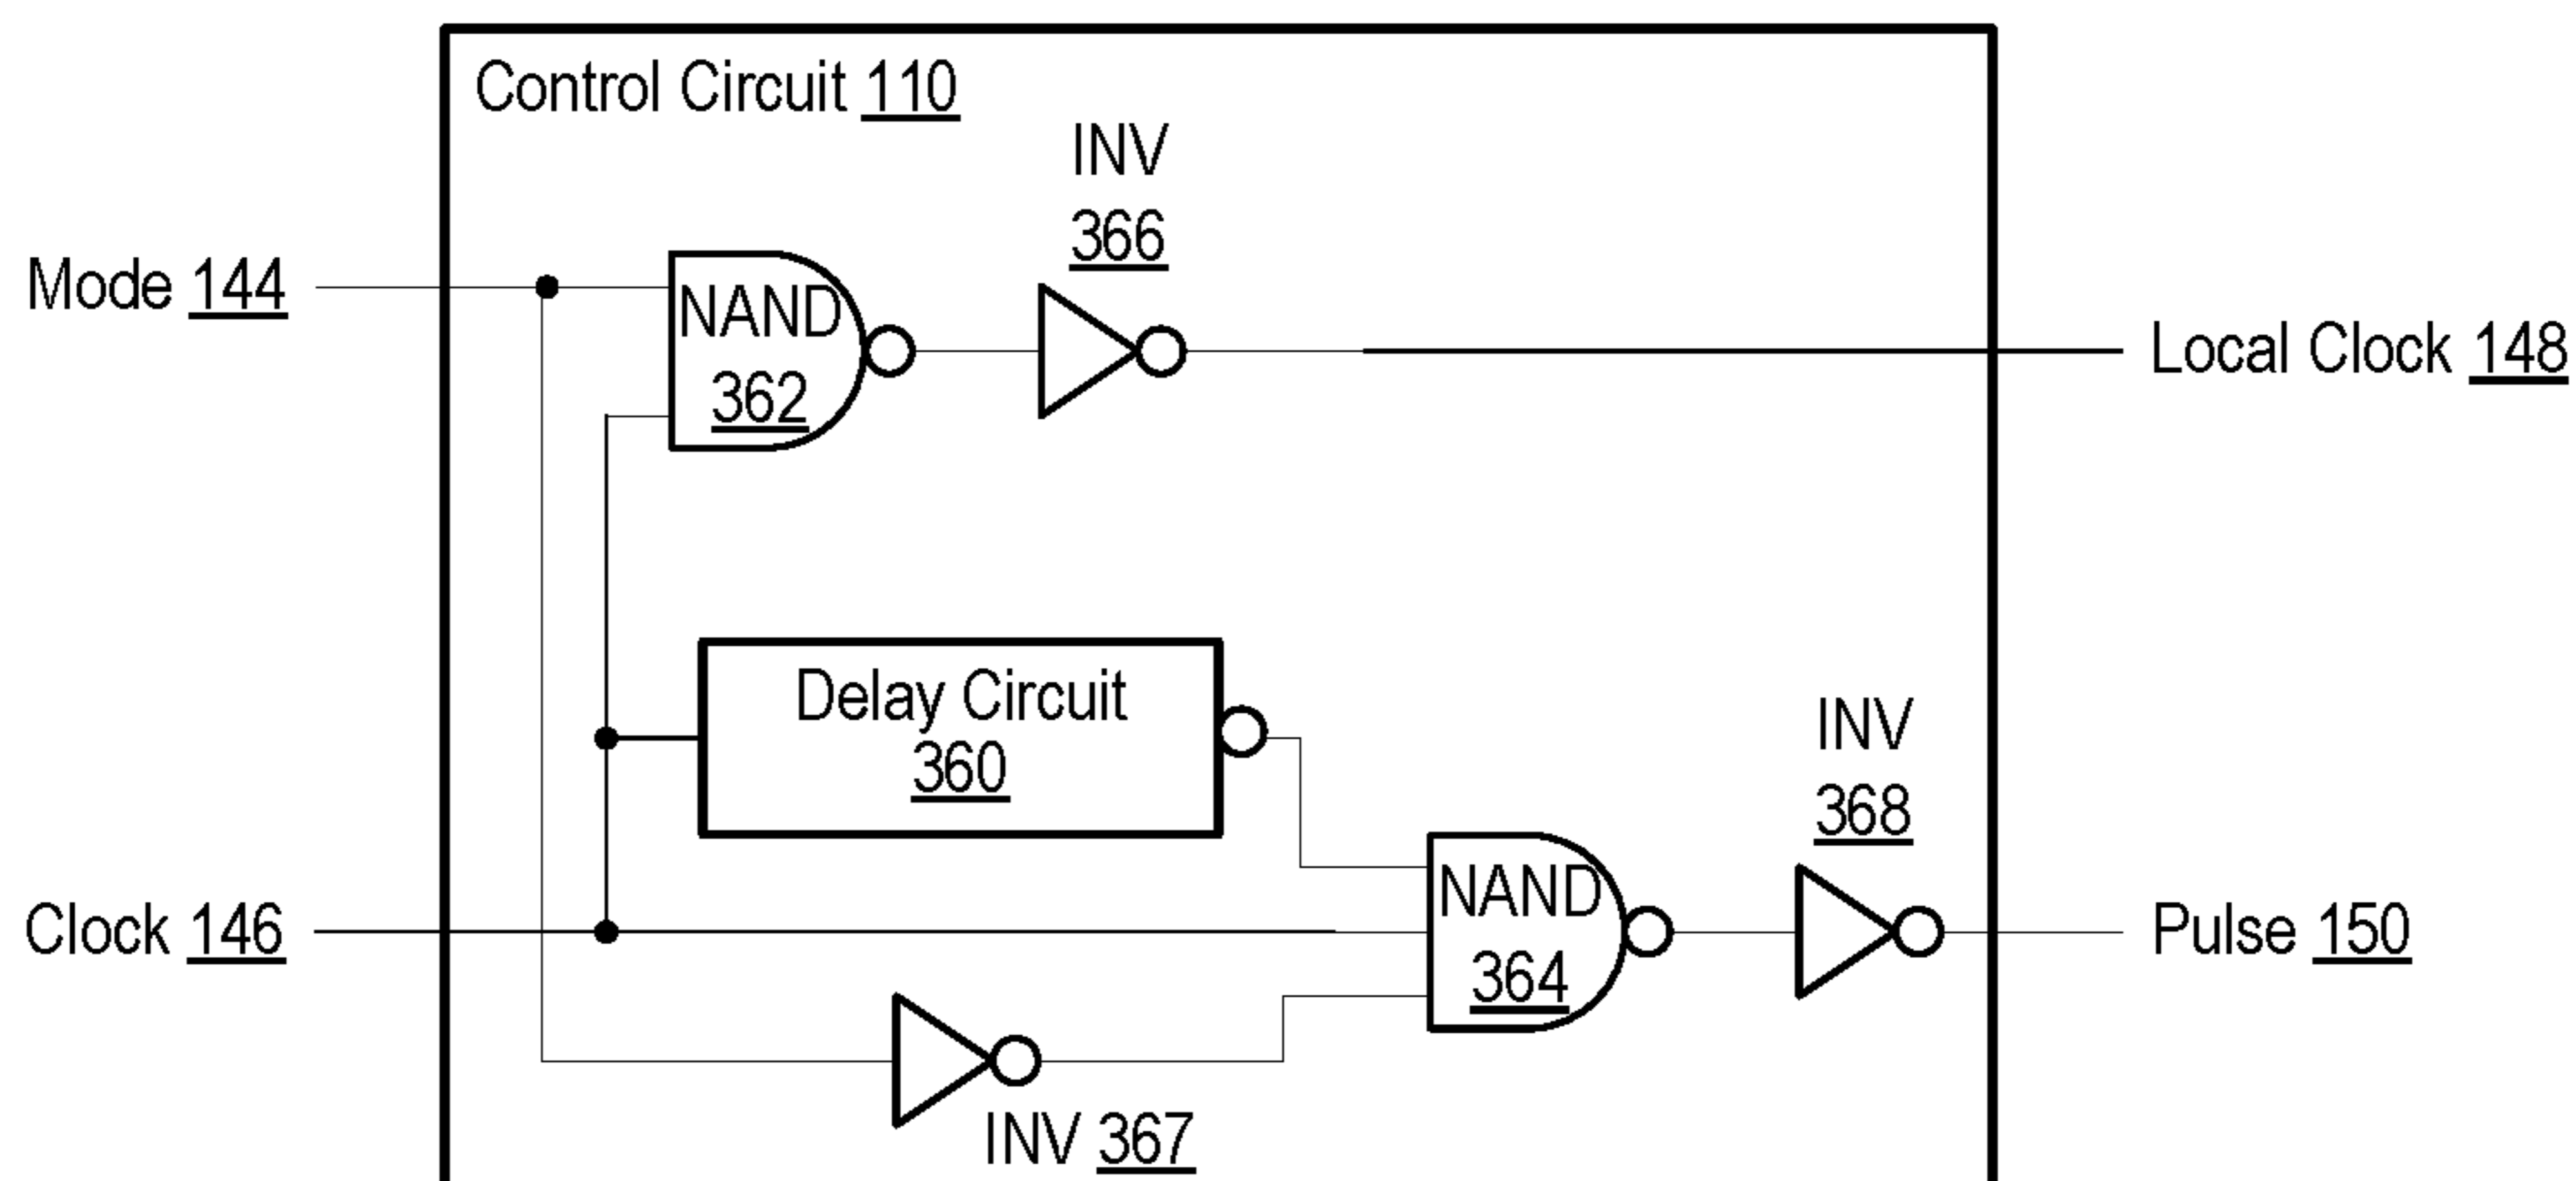 Control Circuit 110
INV
366
Mode 144
NAND
362
Local Clock 148
Delay Circuit
360
INV
368
NAND
364
Clock 146
Pulse 150
INV 367